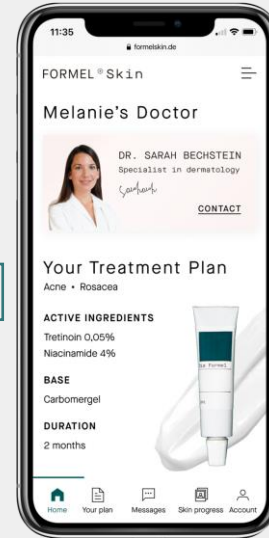 11:35
formelskin.de
FORMEL®Skin
Melanie's Doctor
DR. SARAH BECHSTEIN
Specialist in dermatology
CONTACT
Your Treatment Plan
Acne • Rosacea
ACTIVE INGREDIENTS
Tretinoin 0,05%
Niacinamide 4%
BASE
Carbomergel
DURATION
2 months
Home
Your plan
Messages
Skin progress
Account